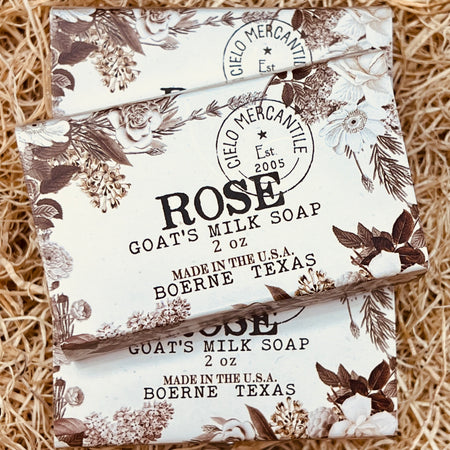 CIELO MERCANTILE
Est
CIELO MERCANTILE
Est.
2005
ROSE
GOAT'S MILK SOAP
2 oz
MADE IN THE U.S.A.
BOERNE TEXAS
ROSE
GOAT'S MILK SOAP
2 oz
MADE IN THE U.S.A.
BOERNE TEXAS